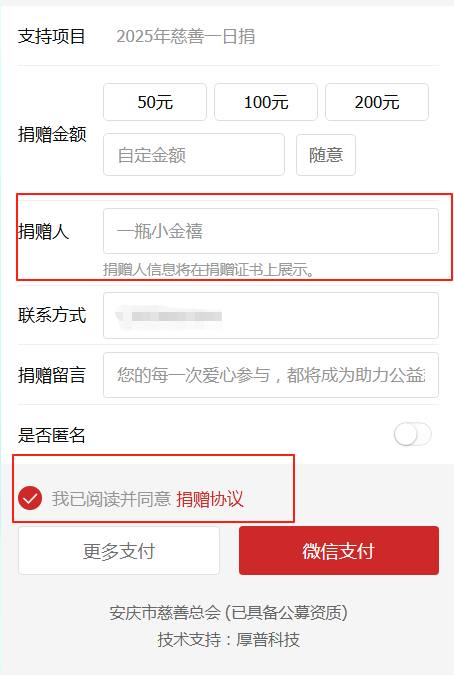 支持项目 2025年慈善一日捐
50元 100元 200元
捐赠金额
自定金额 随意
捐赠人 一瓶小金禧
捐赠人信息将在捐赠证书上展示。
联系方式
捐赠留言 您的每一次爱心参与，都将成为助力公益
是否匿名
我已阅读并同意 捐赠协议
更多支付 微信支付
安庆市慈善总会 (已具备公募资质)
技术支持：厚普科技